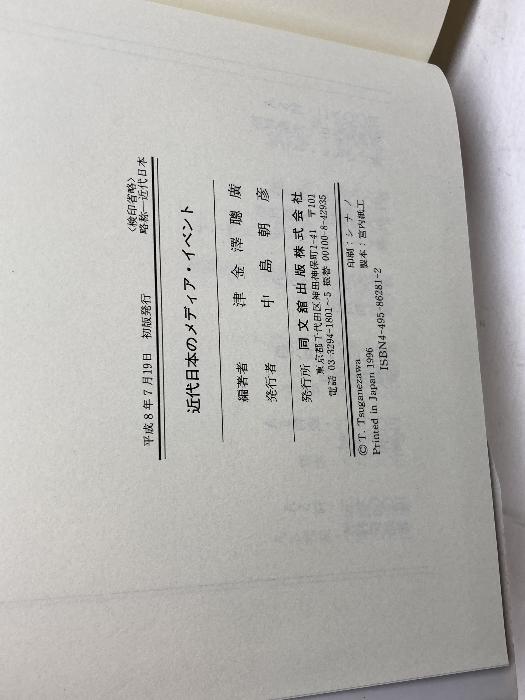 〈検印省略〉
平成8年7月19日　初版発行　略称―近代日本
近代日本のメディア・イベント
編著者　津金澤聰廣
発行者　中島朝彦
発行所　同文舘出版株式会社
東京都千代田区神田神保町1-41　〒101
電話 03-3294-1801~5 振替 00100-8-42935
© T. Tsuganezawa　印刷：シナノ
Printed in Japan 1996　製本：宮内紙工
ISBN4-495-86281-2